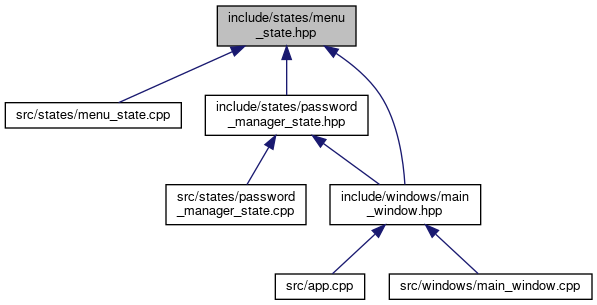 include/states/menu
_state.hpp
src/states/menu_state.cpp
include/states/password
_manager_state.hpp
src/states/password
_manager_state.cpp
include/windows/main
_window.hpp
src/app.cpp
src/windows/main_window.cpp